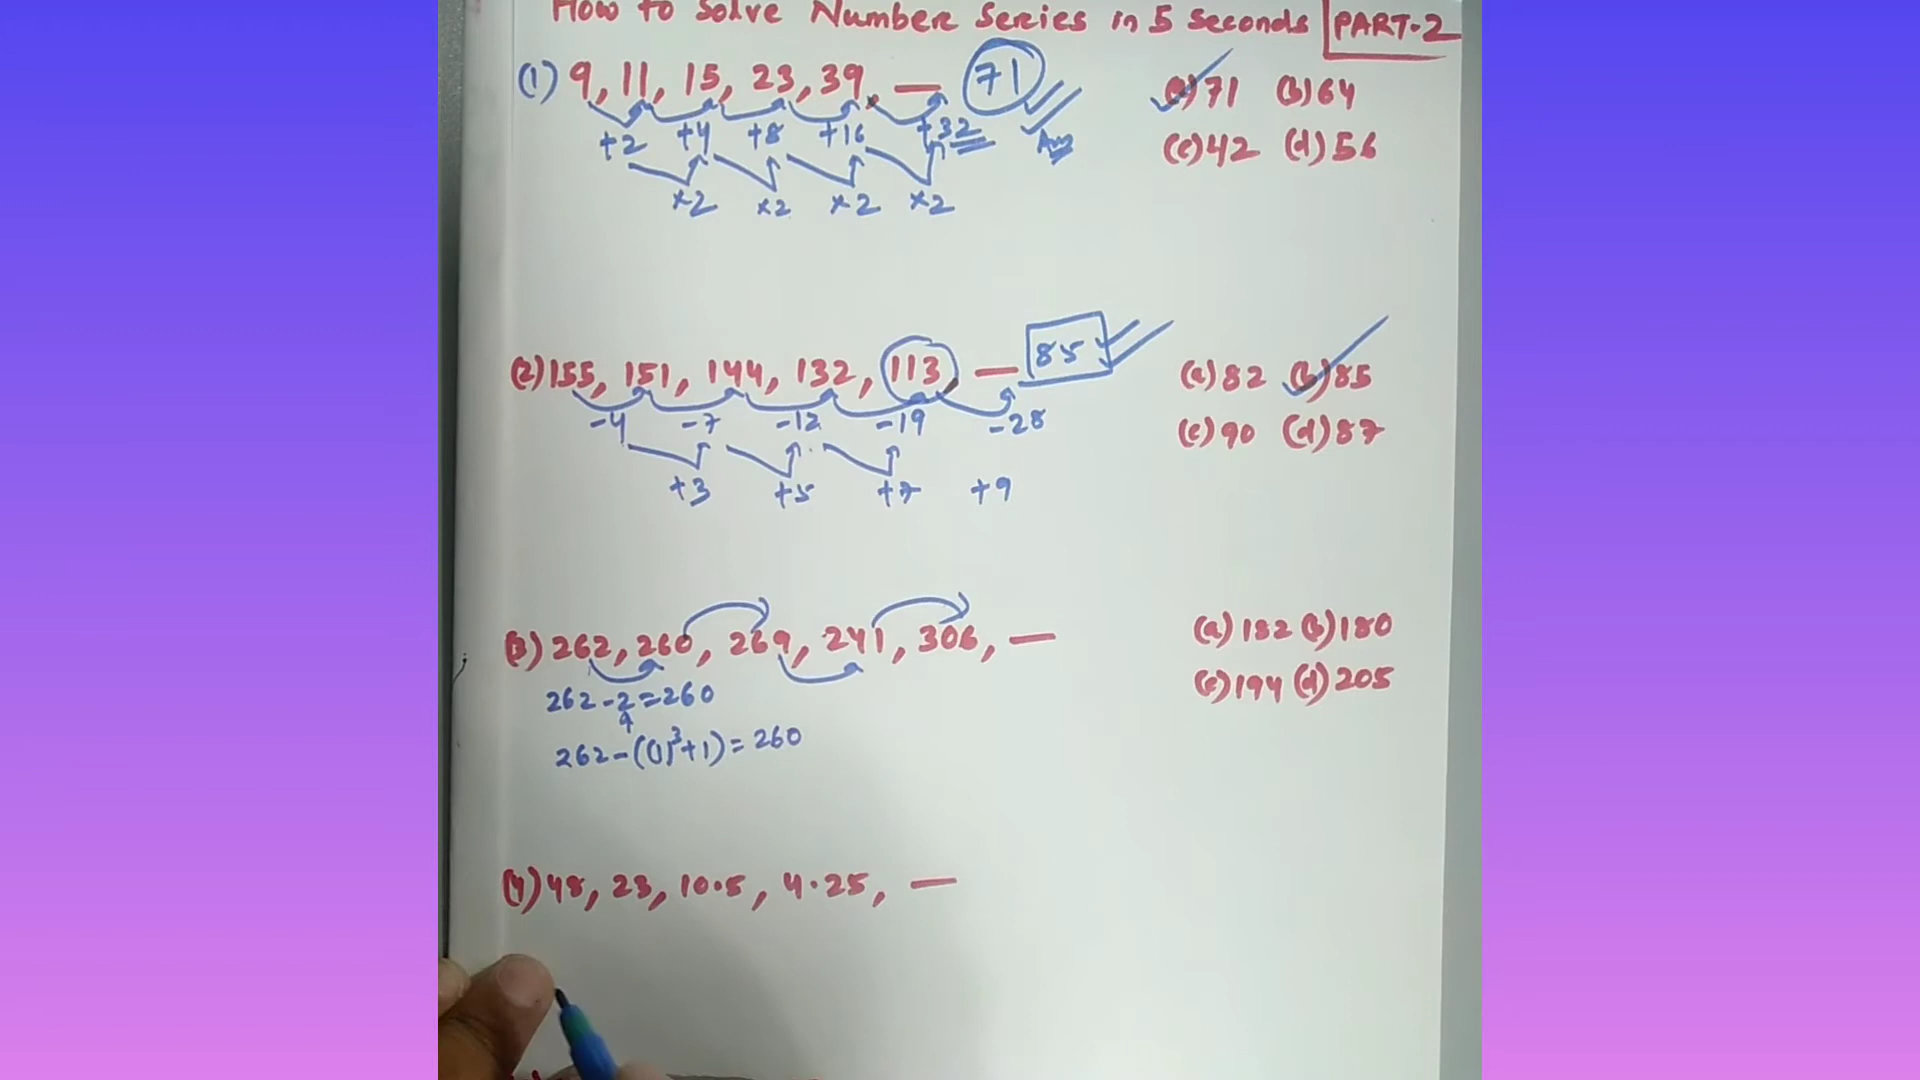 How to Solve Number Series in 5 Seconds PART-2
(1) 9, 11, 15, 23, 39, — 71
+2 +4 +8 +16 +32 Ans
×2 ×2 ×2 ×2
(a) 71 (b) 64
(c) 42 (d) 56
(2) 155, 151, 144, 132, 113, — 85
-4 -7 -12 -19 -28
+3 +5 +7 +9
(a) 82 (b) 85
(c) 90 (d) 87
(3) 262, 260, 269, 241, 306, —
262-2=260
262-((1)³+1)=260
(a) 182 (b) 180
(c) 194 (d) 205
(4) 48, 23, 10.5, 4.25, —